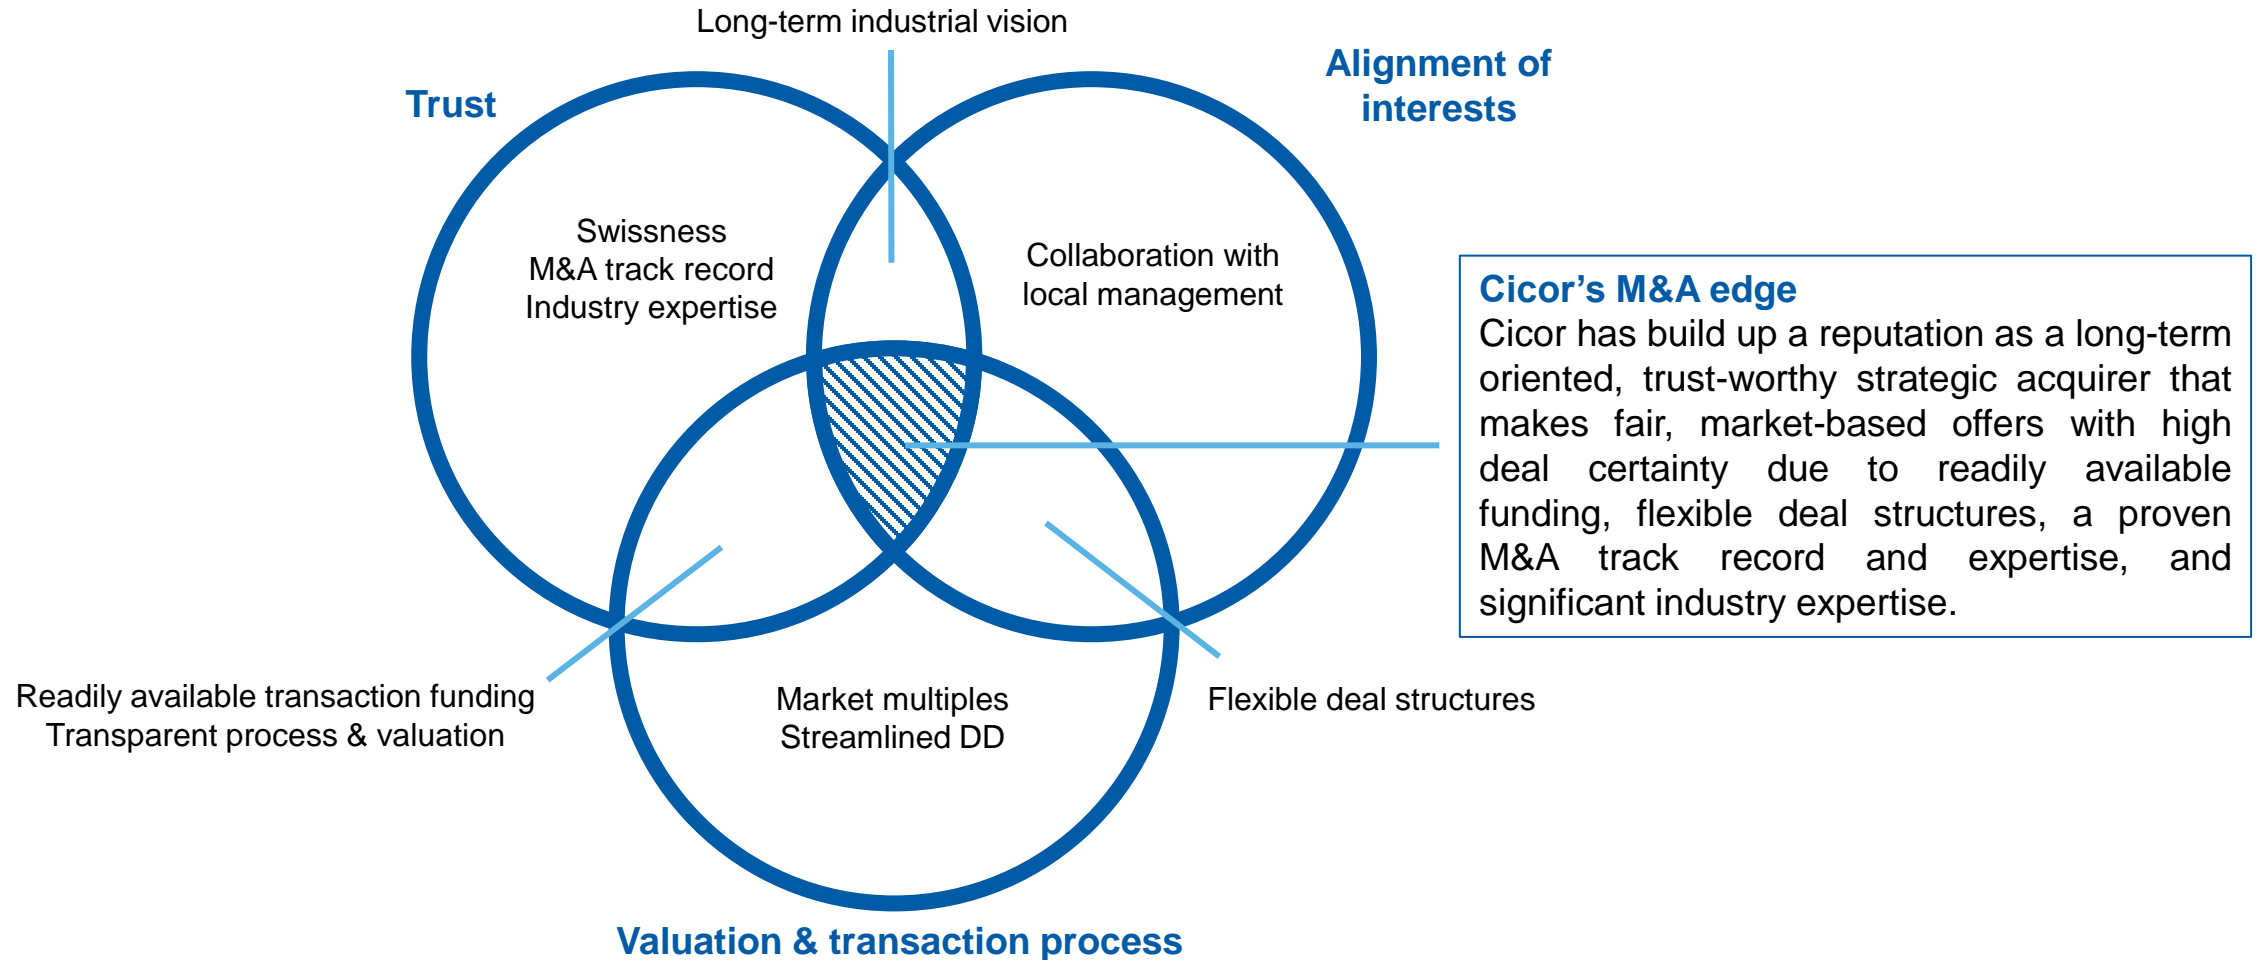 Long-term industrial vision
Trust
Alignment of
interests
Swissness
M&A track record
Industry expertise
Collaboration with
local management
Cicor’s M&A edge
Cicor has build up a reputation as a long-term
oriented, trust-worthy strategic acquirer that
makes fair, market-based offers with high
deal certainty due to readily available
funding, flexible deal structures, a proven
M&A track record and expertise, and
significant industry expertise.
Readily available transaction funding
Transparent process & valuation
Market multiples
Streamlined DD
Flexible deal structures
Valuation & transaction process